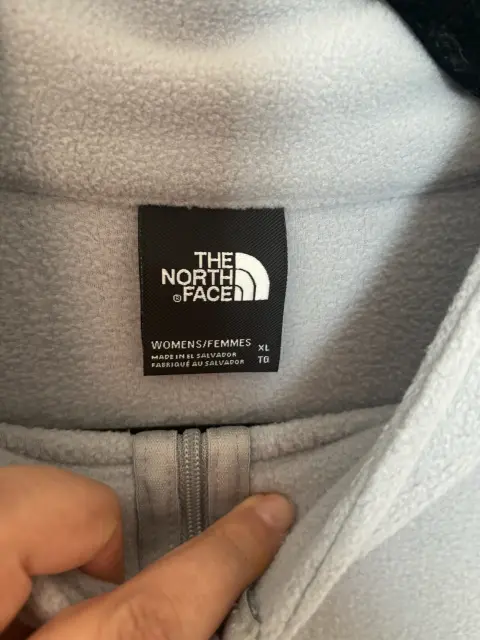 THE
NORTH
® FACE
WOMENS/FEMMES XL
MADE IN EL SALVADOR
FABRIQUÉ AU SALVADOR TG